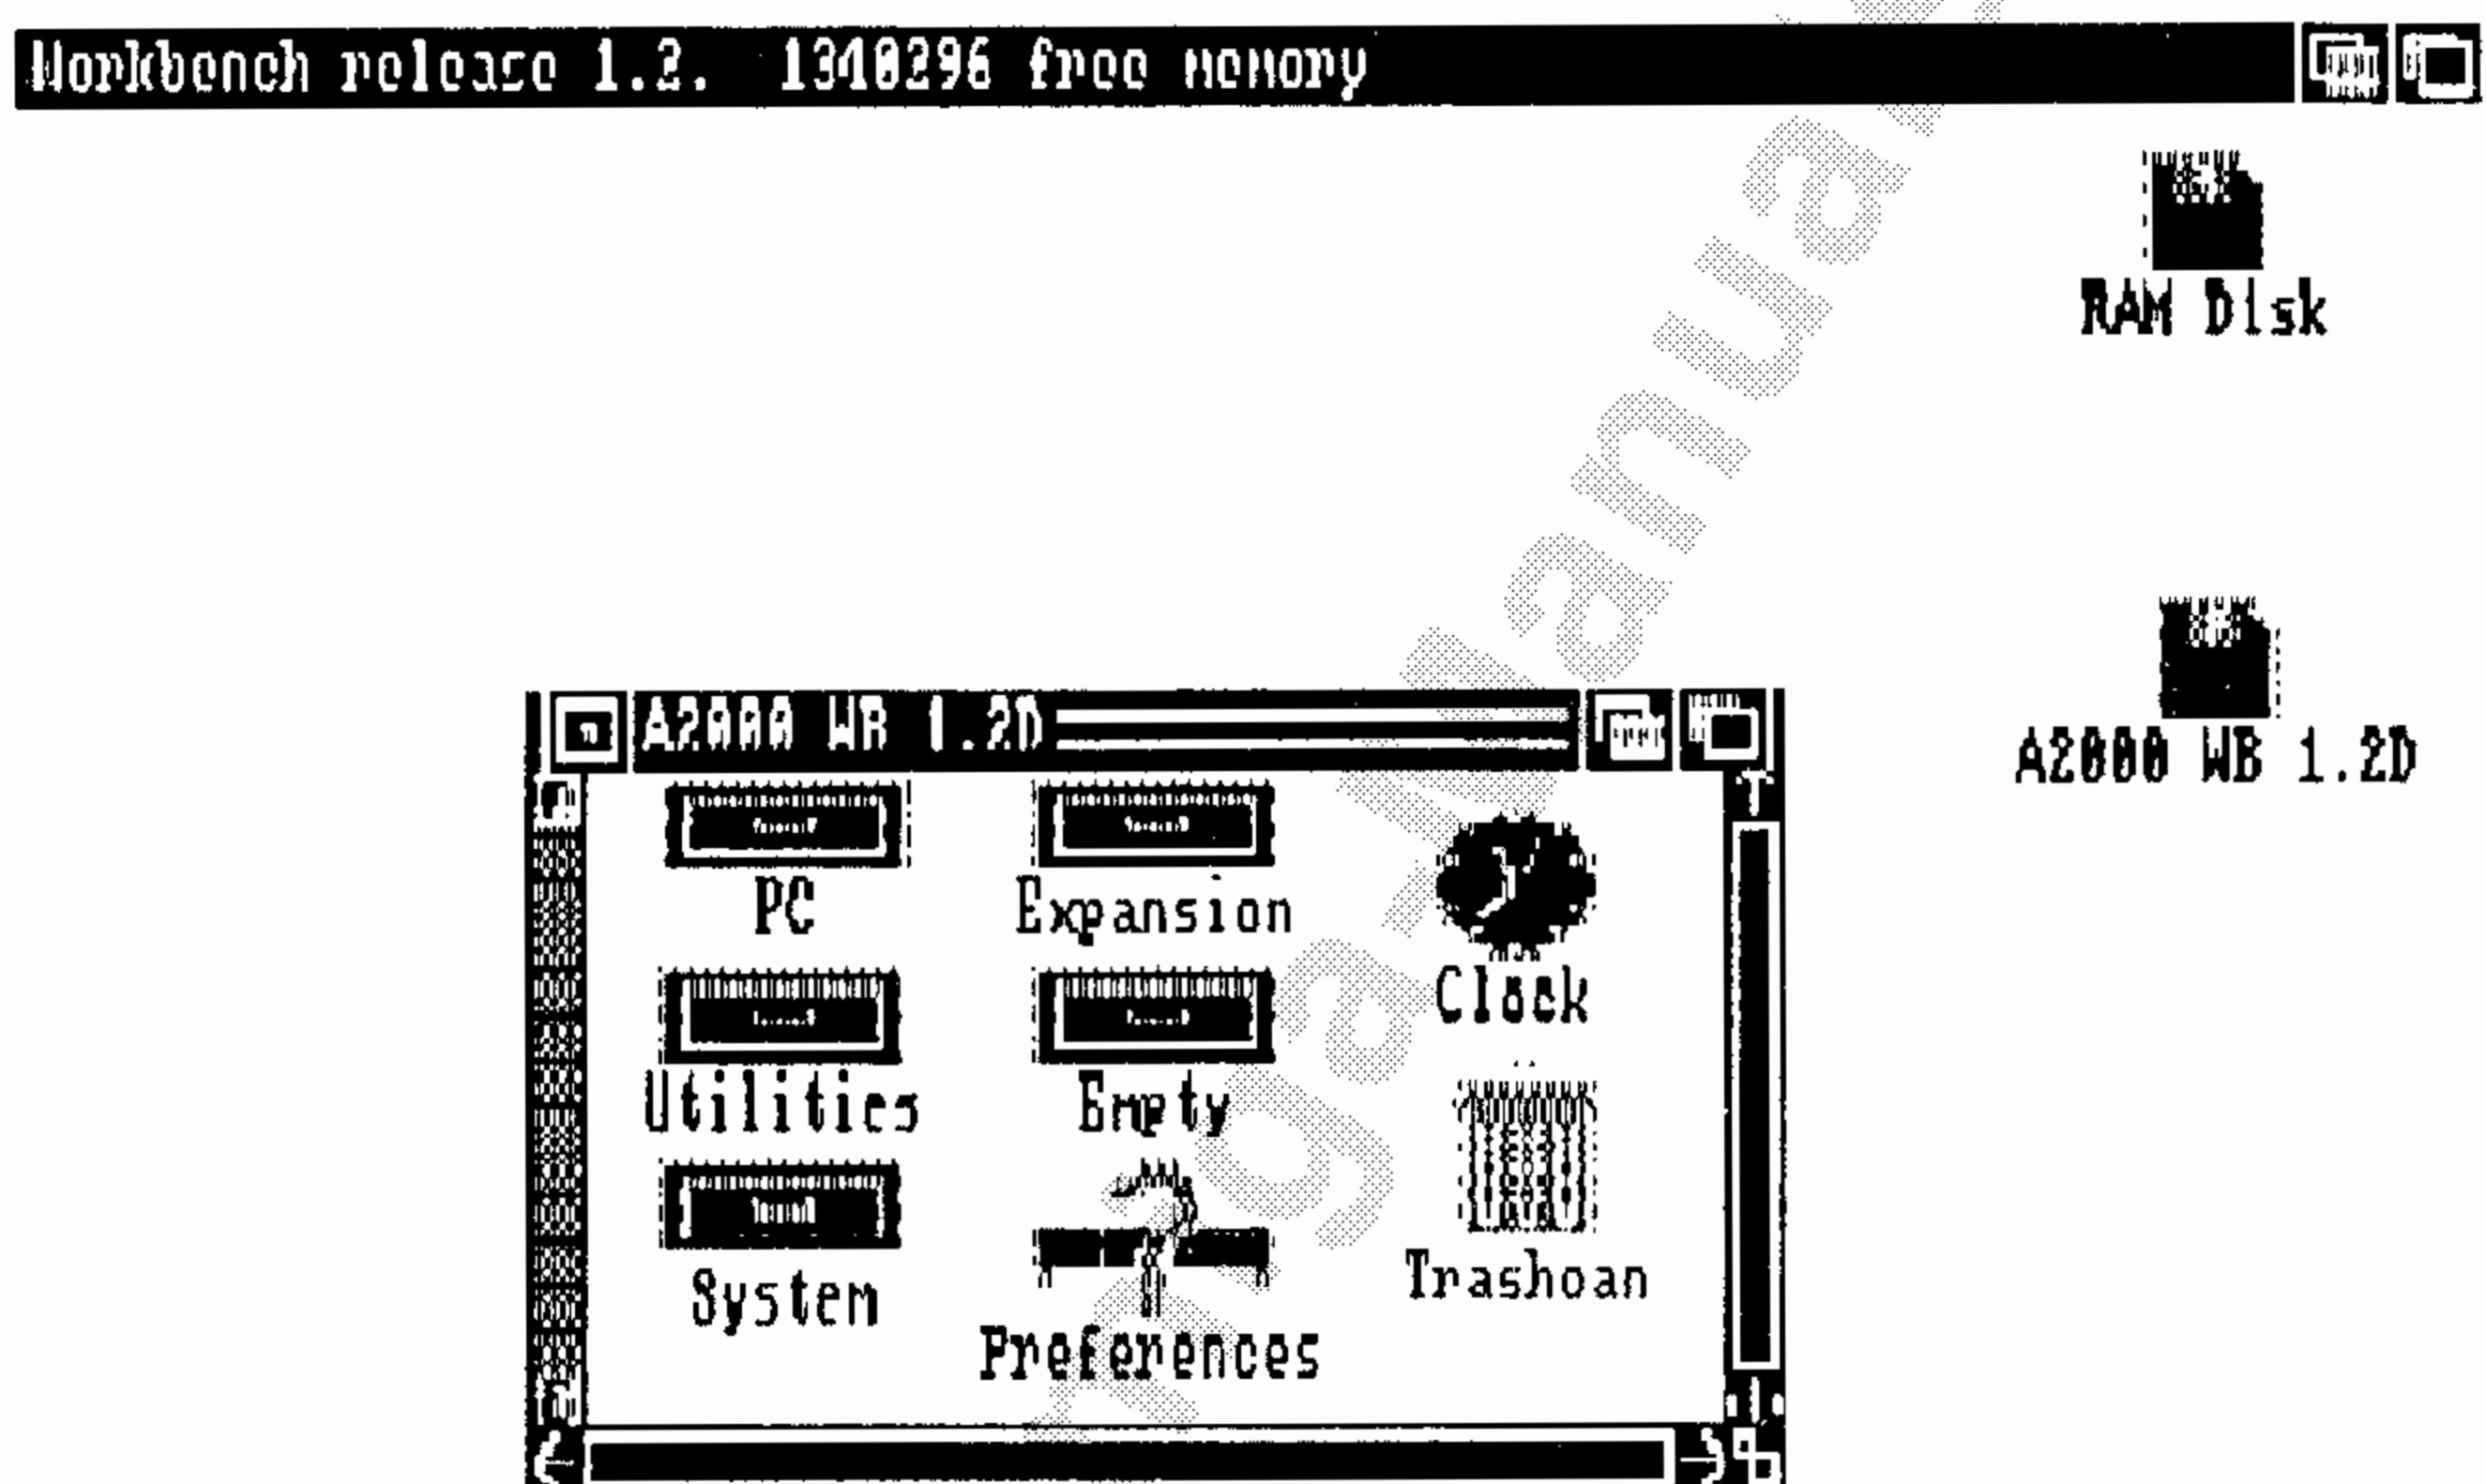 Workbench release 1.2. 1340296 free memory
RAM Disk
A2000 WB 1.2D
A2000 WB 1.2D
PC Expansion Clock
Utilities Empty Trashcan
System Preferences